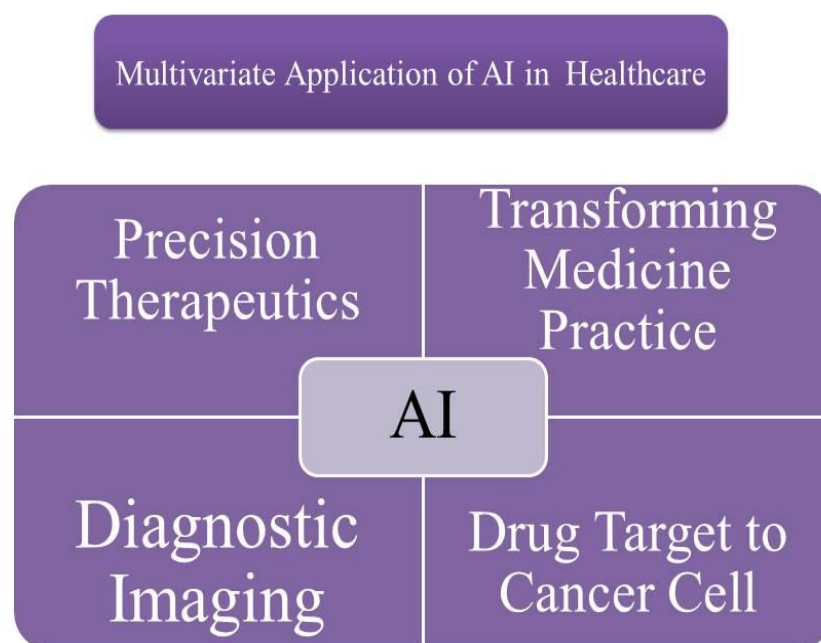 Multivariate Application of AI in Healthcare
Precision
Therapeutics
Transforming
Medicine
Practice
AI
Diagnostic
Imaging
Drug Target to
Cancer Cell